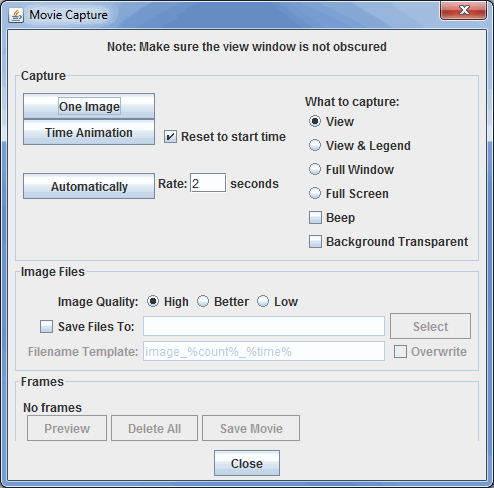 Movie Capture
Note: Make sure the view window is not obscured
Capture
One Image
Time Animation
Reset to start time
Automatically
Rate: 2 seconds
What to capture:
View
View & Legend
Full Window
Full Screen
Beep
Background Transparent
Image Files
Image Quality: High Better Low
Save Files To: Select
Filename Template: image_%count%_%time% Overwrite
Frames
No frames
Preview Delete All Save Movie
Close